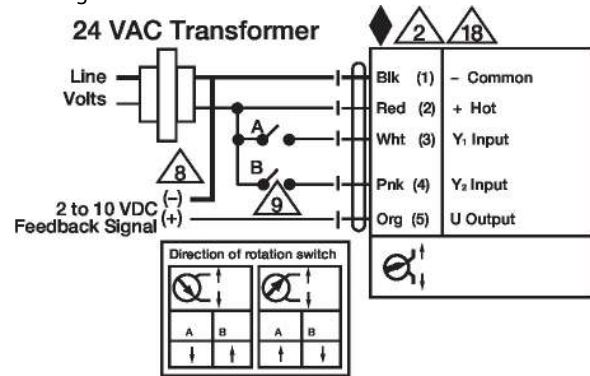 24 VAC Transformer
2
18
Line
Volts
Blk (1) – Common
Red (2) + Hot
A
Wht (3) Y₁ Input
B
Pnk (4) Y₂ Input
8
9
2 to 10 VDC (–)
Feedback Signal (+)
Org (5) U Output
Direction of rotation switch
A B A B